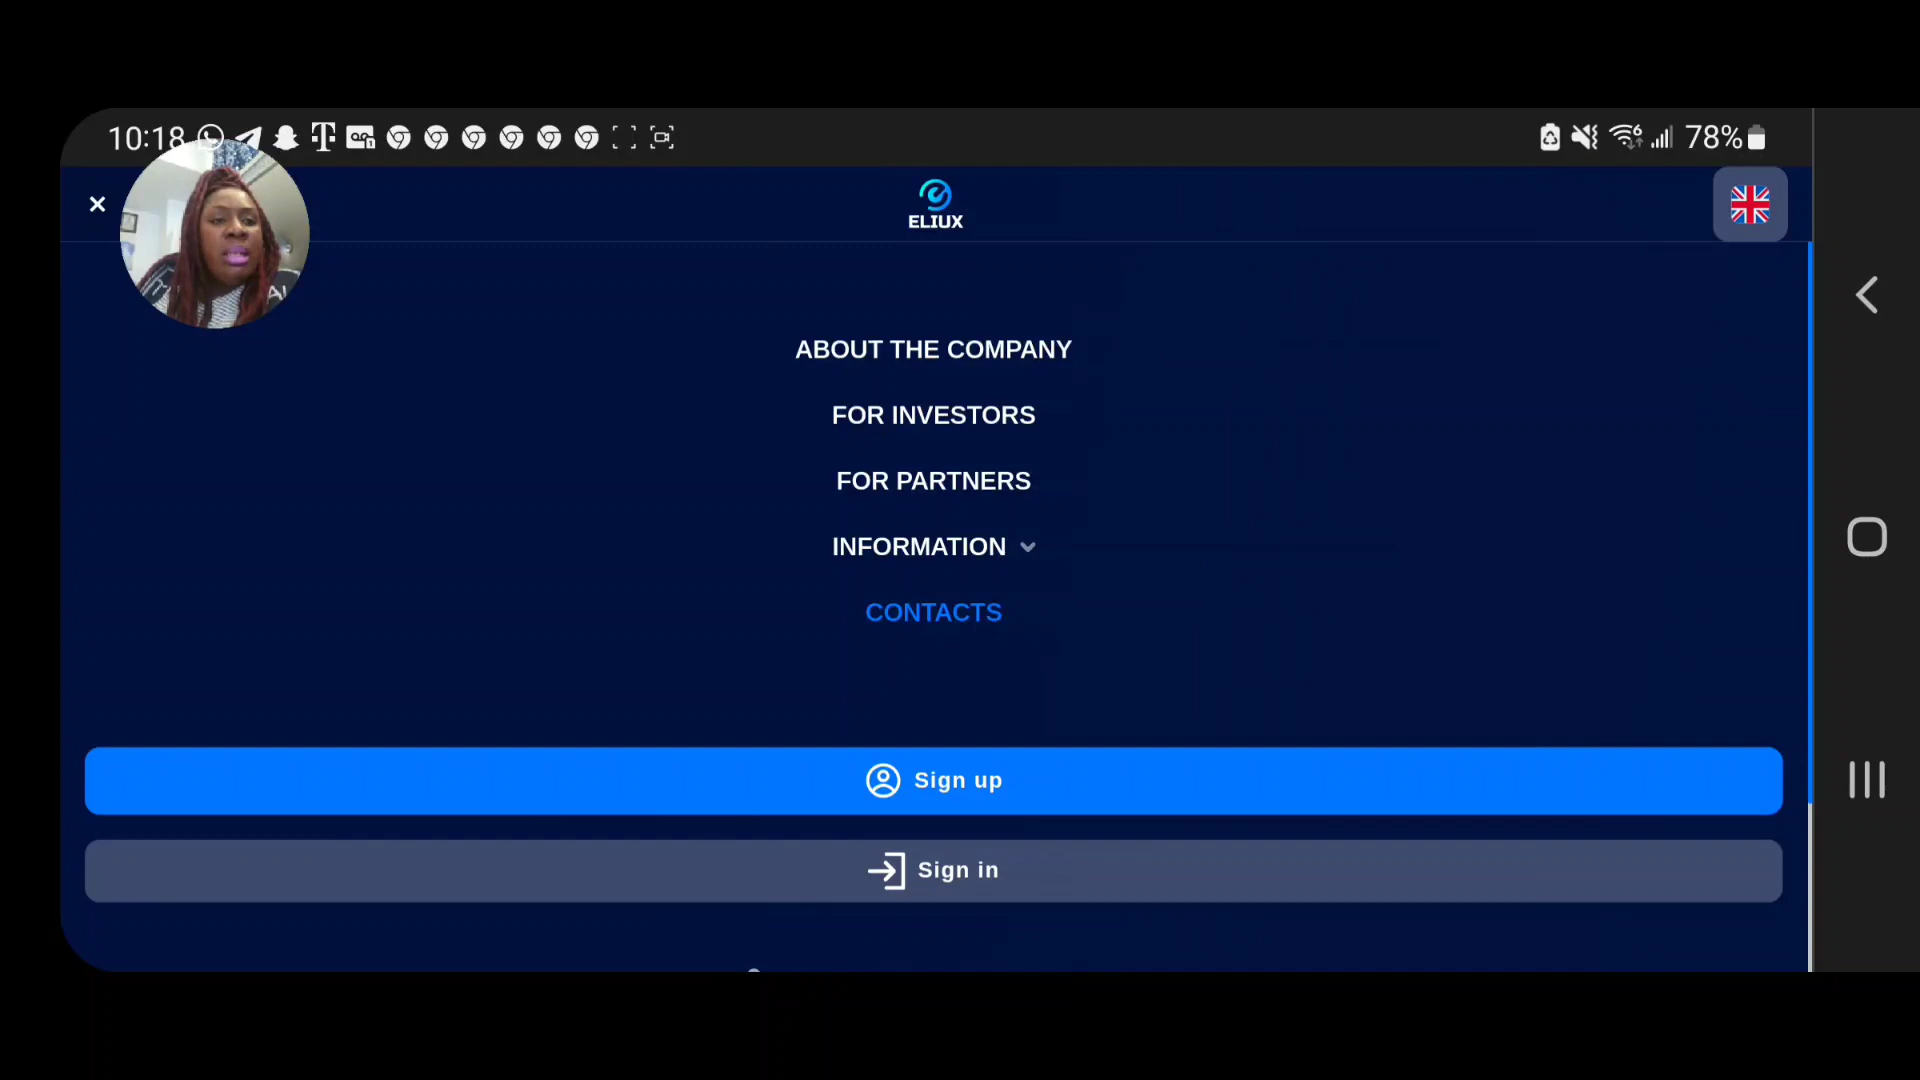 10:18
78%
ELIUX
ABOUT THE COMPANY
FOR INVESTORS
FOR PARTNERS
INFORMATION
CONTACTS
Sign up
Sign in